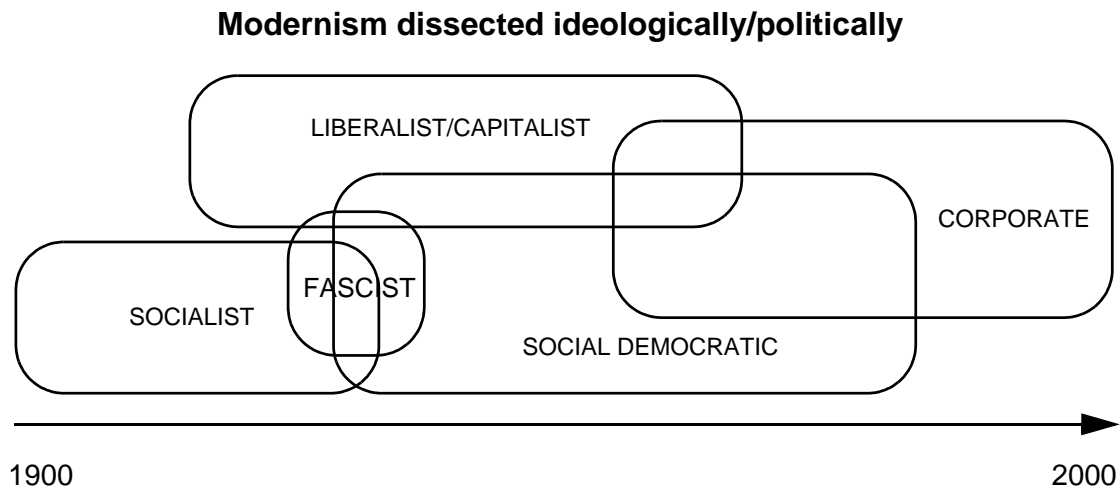 Modernism dissected ideologically/politically
LIBERALIST/CAPITALIST
CORPORATE
FASCIST
SOCIALIST
SOCIAL DEMOCRATIC
1900
2000